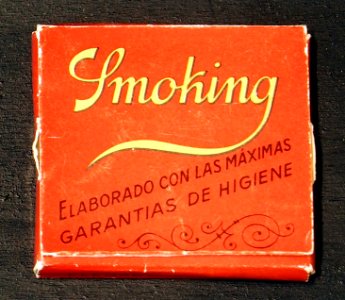 Smoking
ELABORADO CON LAS MÁXIMAS
GARANTIAS DE HIGIENE